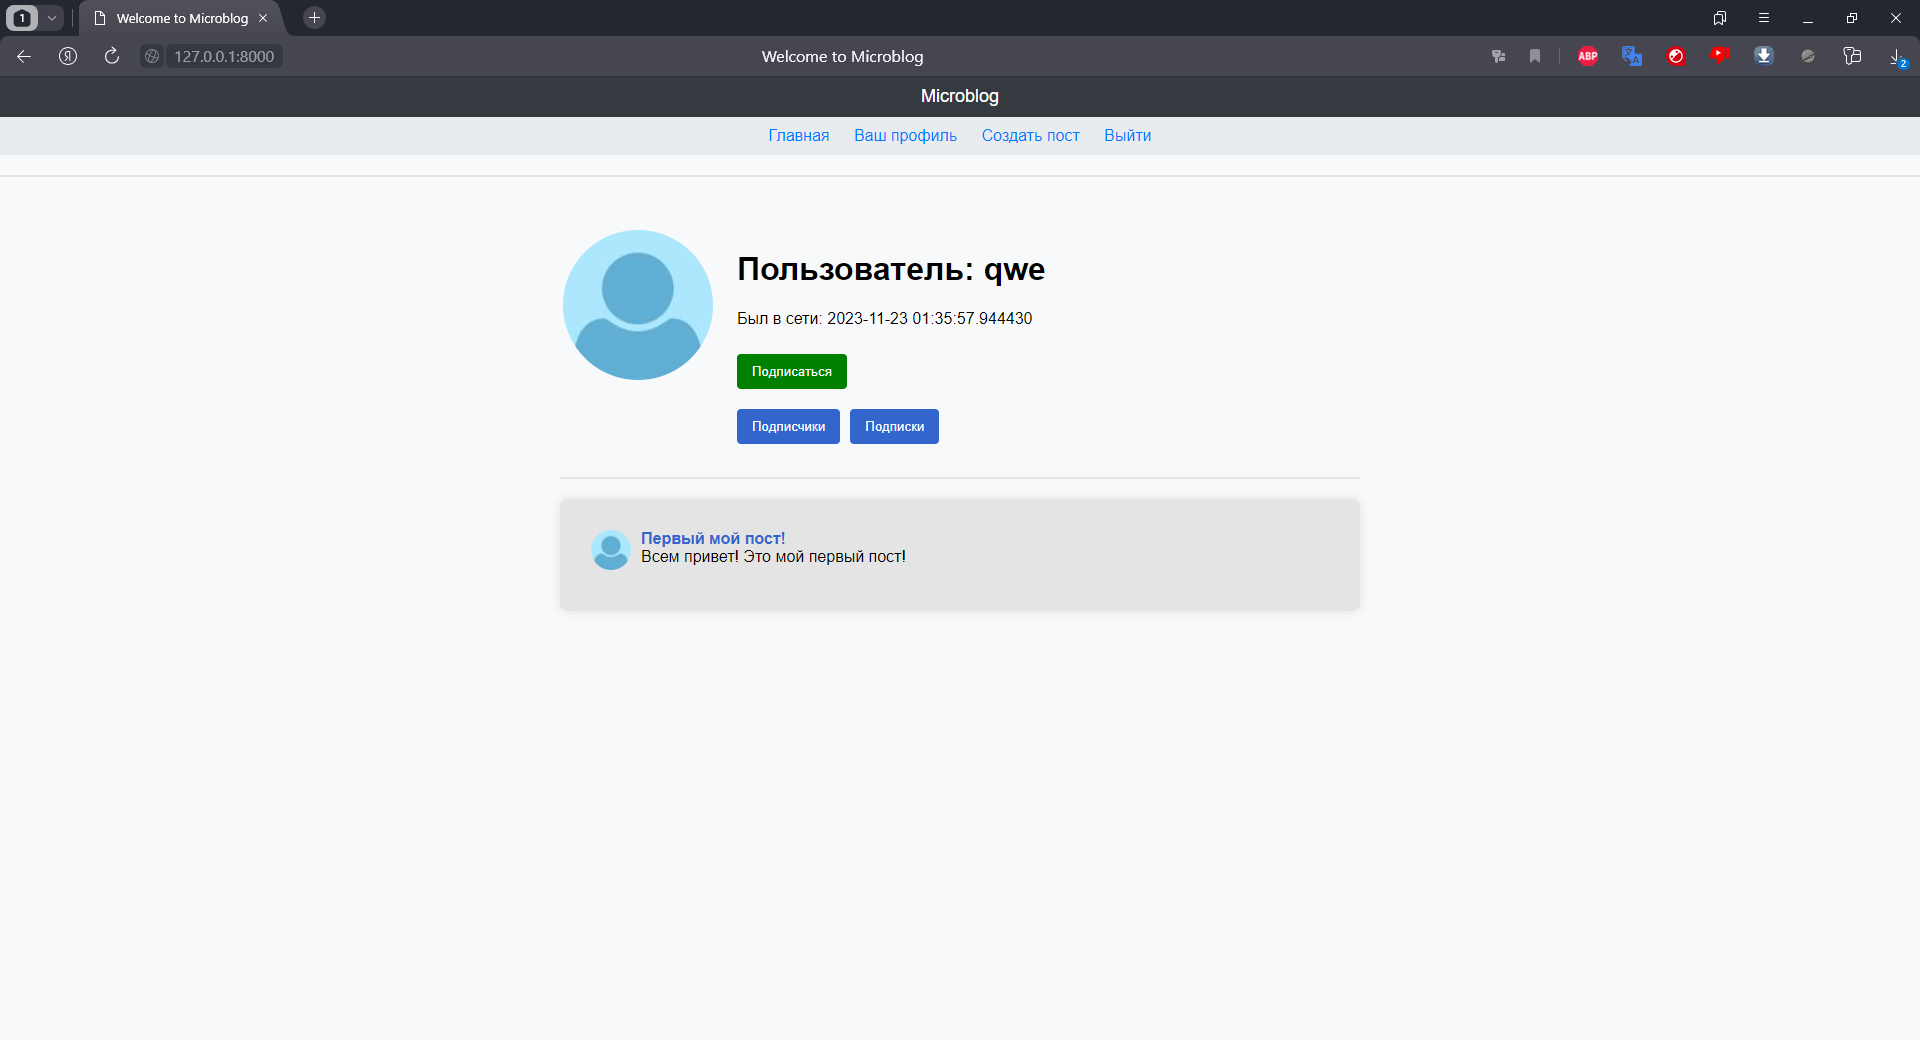 1 Welcome to Microblog
Я 127.0.0.1:8000 Welcome to Microblog ABP 2
Microblog
Главная Ваш профиль Создать пост Выйти
Пользователь: qwe
Был в сети: 2023-11-23 01:35:57.944430
Подписаться
Подписчики Подписки
Первый мой пост!
Всем привет! Это мой первый пост!